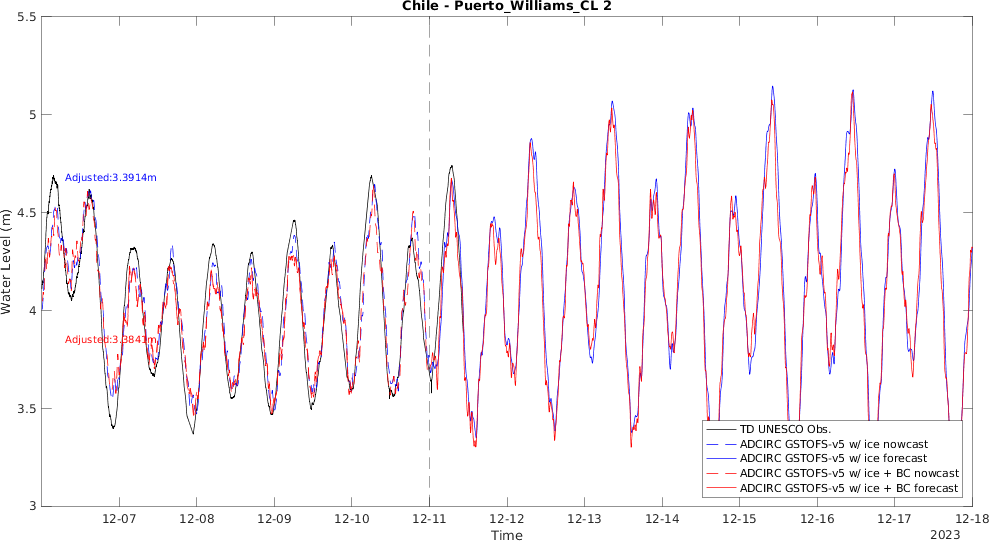 Chile - Puerto_Williams_CL 2
5.5
5
4.5
4
3.5
3
Water Level (m)
Adjusted:3.3914m
Adjusted:3.3841m
TD UNESCO Obs.
ADCIRC GSTOFS-v5 w/ ice nowcast
ADCIRC GSTOFS-v5 w/ ice forecast
ADCIRC GSTOFS-v5 w/ ice + BC nowcast
ADCIRC GSTOFS-v5 w/ ice + BC forecast
12-07 12-08 12-09 12-10 12-11 12-12 12-13 12-14 12-15 12-16 12-17 12-18
Time
2023